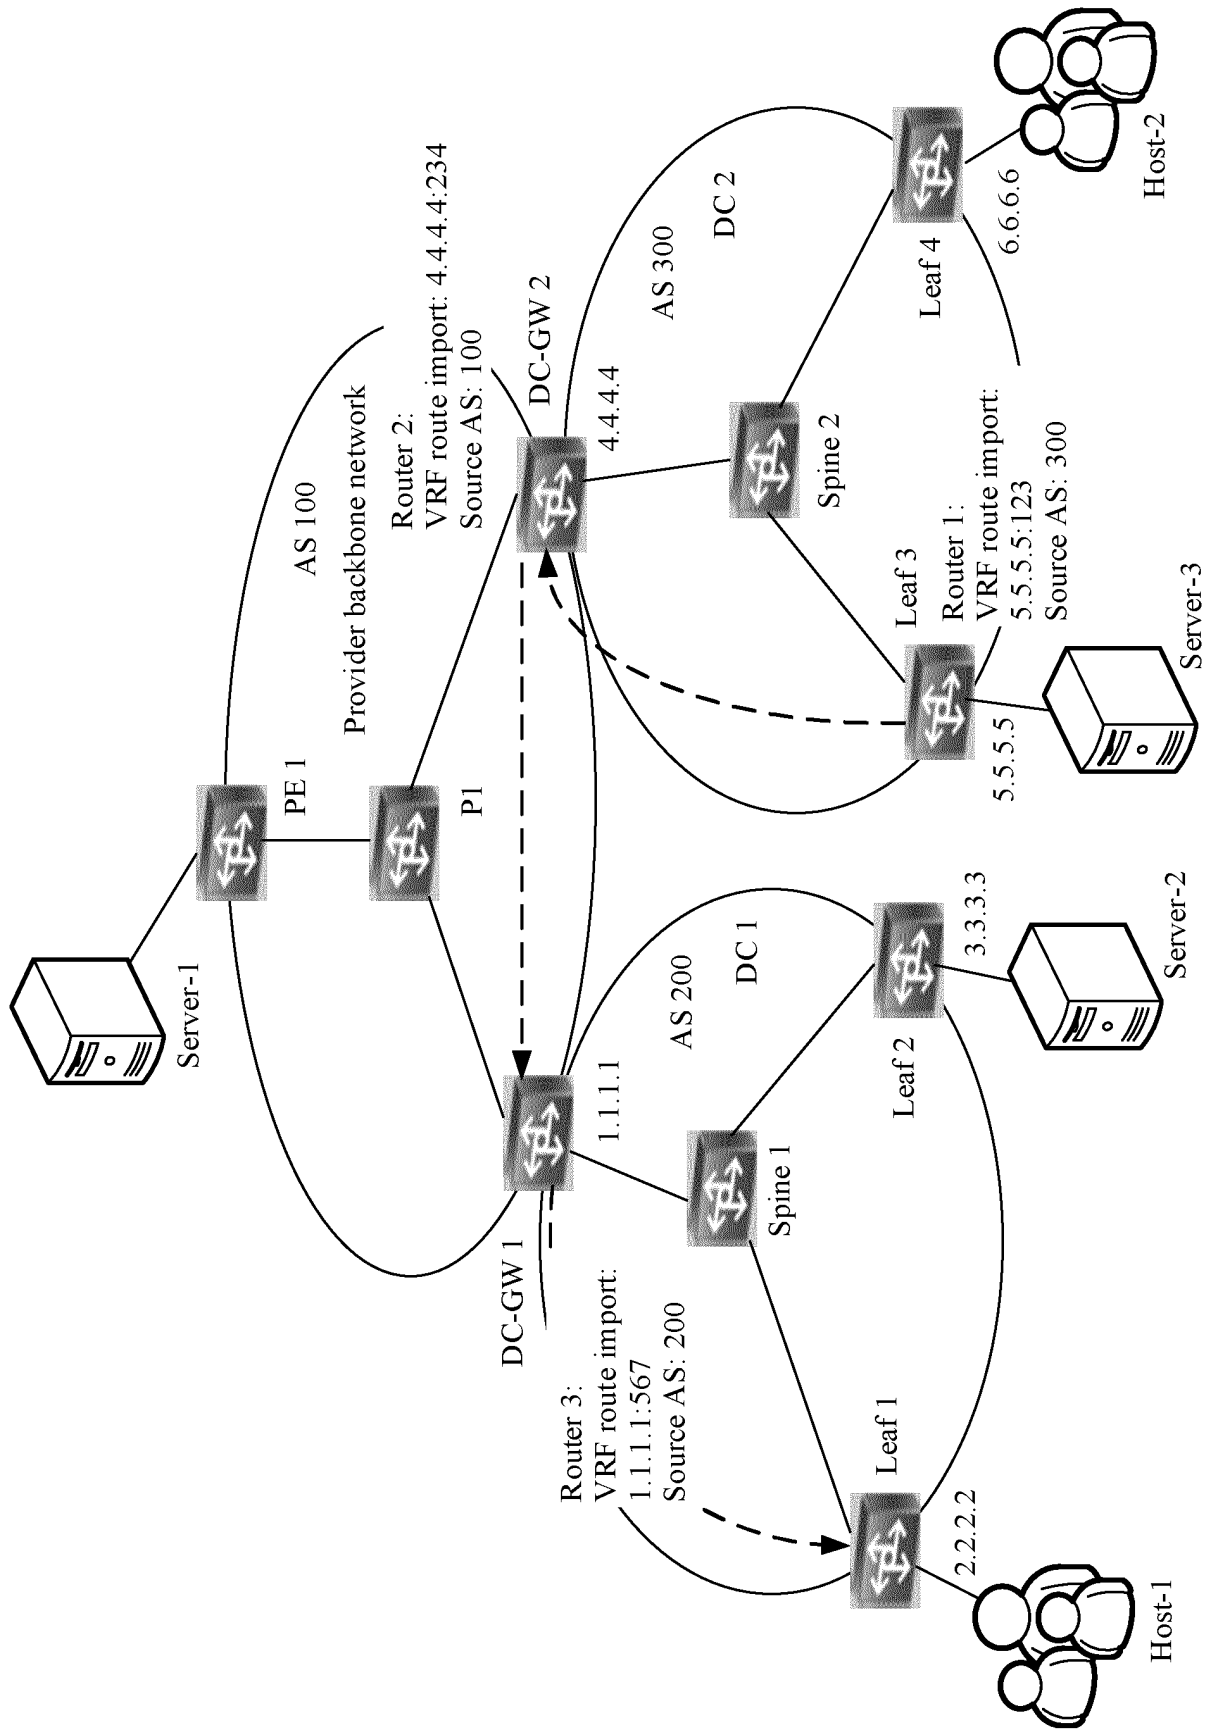 Server-1
PE 1
AS 100
Provider backbone network
P1
Router 2:
VRF route import: 4.4.4.4:234
Source AS: 100
DC-GW 1
DC-GW 2
1.1.1.1
4.4.4.4
Router 3:
VRF route import:
1.1.1.1:567
Source AS: 200
AS 200
DC 1
AS 300
DC 2
Spine 1
Spine 2
Leaf 1
Leaf 2
Leaf 3
Leaf 4
Router 1:
VRF route import:
5.5.5.5:123
Source AS: 300
2.2.2.2
3.3.3.3
5.5.5.5
6.6.6.6
Host-1
Server-2
Server-3
Host-2